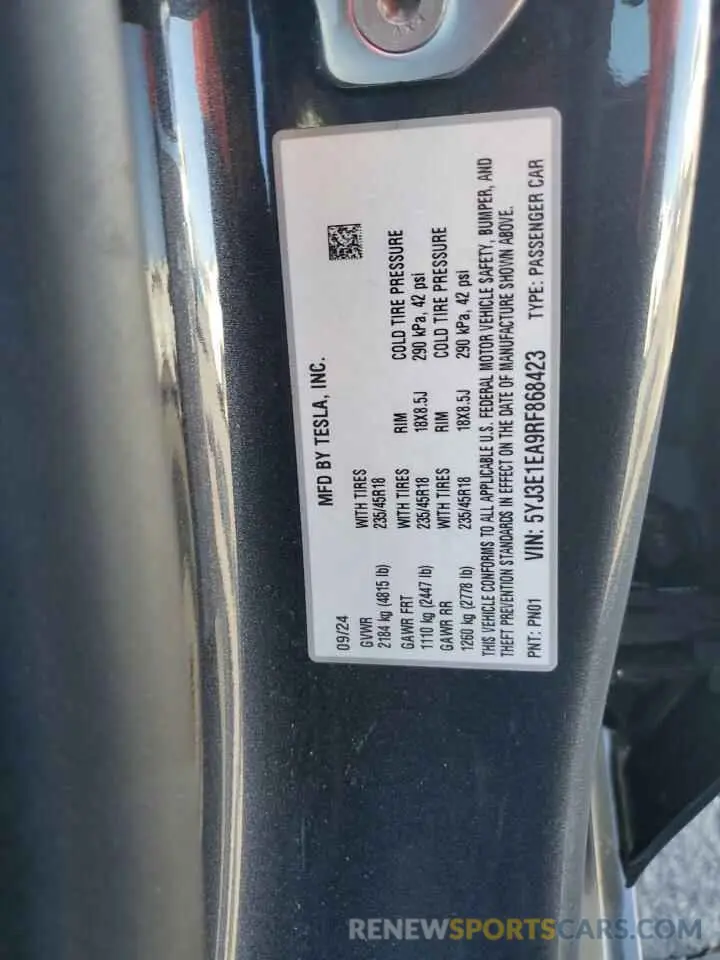 MFD BY TESLA, INC.
09/24
GVWR WITH TIRES
2184 kg (4815 lb) 235/45R18
GAWR FRT WITH TIRES RIM COLD TIRE PRESSURE
1110 kg (2447 lb) 235/45R18 18X8.5J 290 kPa, 42 psi
GAWR RR WITH TIRES RIM COLD TIRE PRESSURE
1260 kg (2778 lb) 235/45R18 18X8.5J 290 kPa, 42 psi
THIS VEHICLE CONFORMS TO ALL APPLICABLE U.S. FEDERAL MOTOR VEHICLE SAFETY, BUMPER, AND
THEFT PREVENTION STANDARDS IN EFFECT ON THE DATE OF MANUFACTURE SHOWN ABOVE.
PNT: PN01 VIN: 5YJ3E1EA9RF868423 TYPE: PASSENGER CAR
RENEWSPORTSCARS.COM